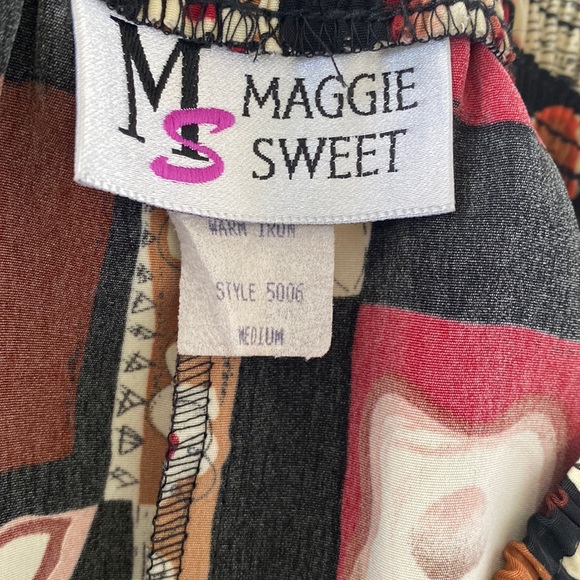 MS
MAGGIE
SWEET
WARM IRON
STYLE 5006
MEDIUM